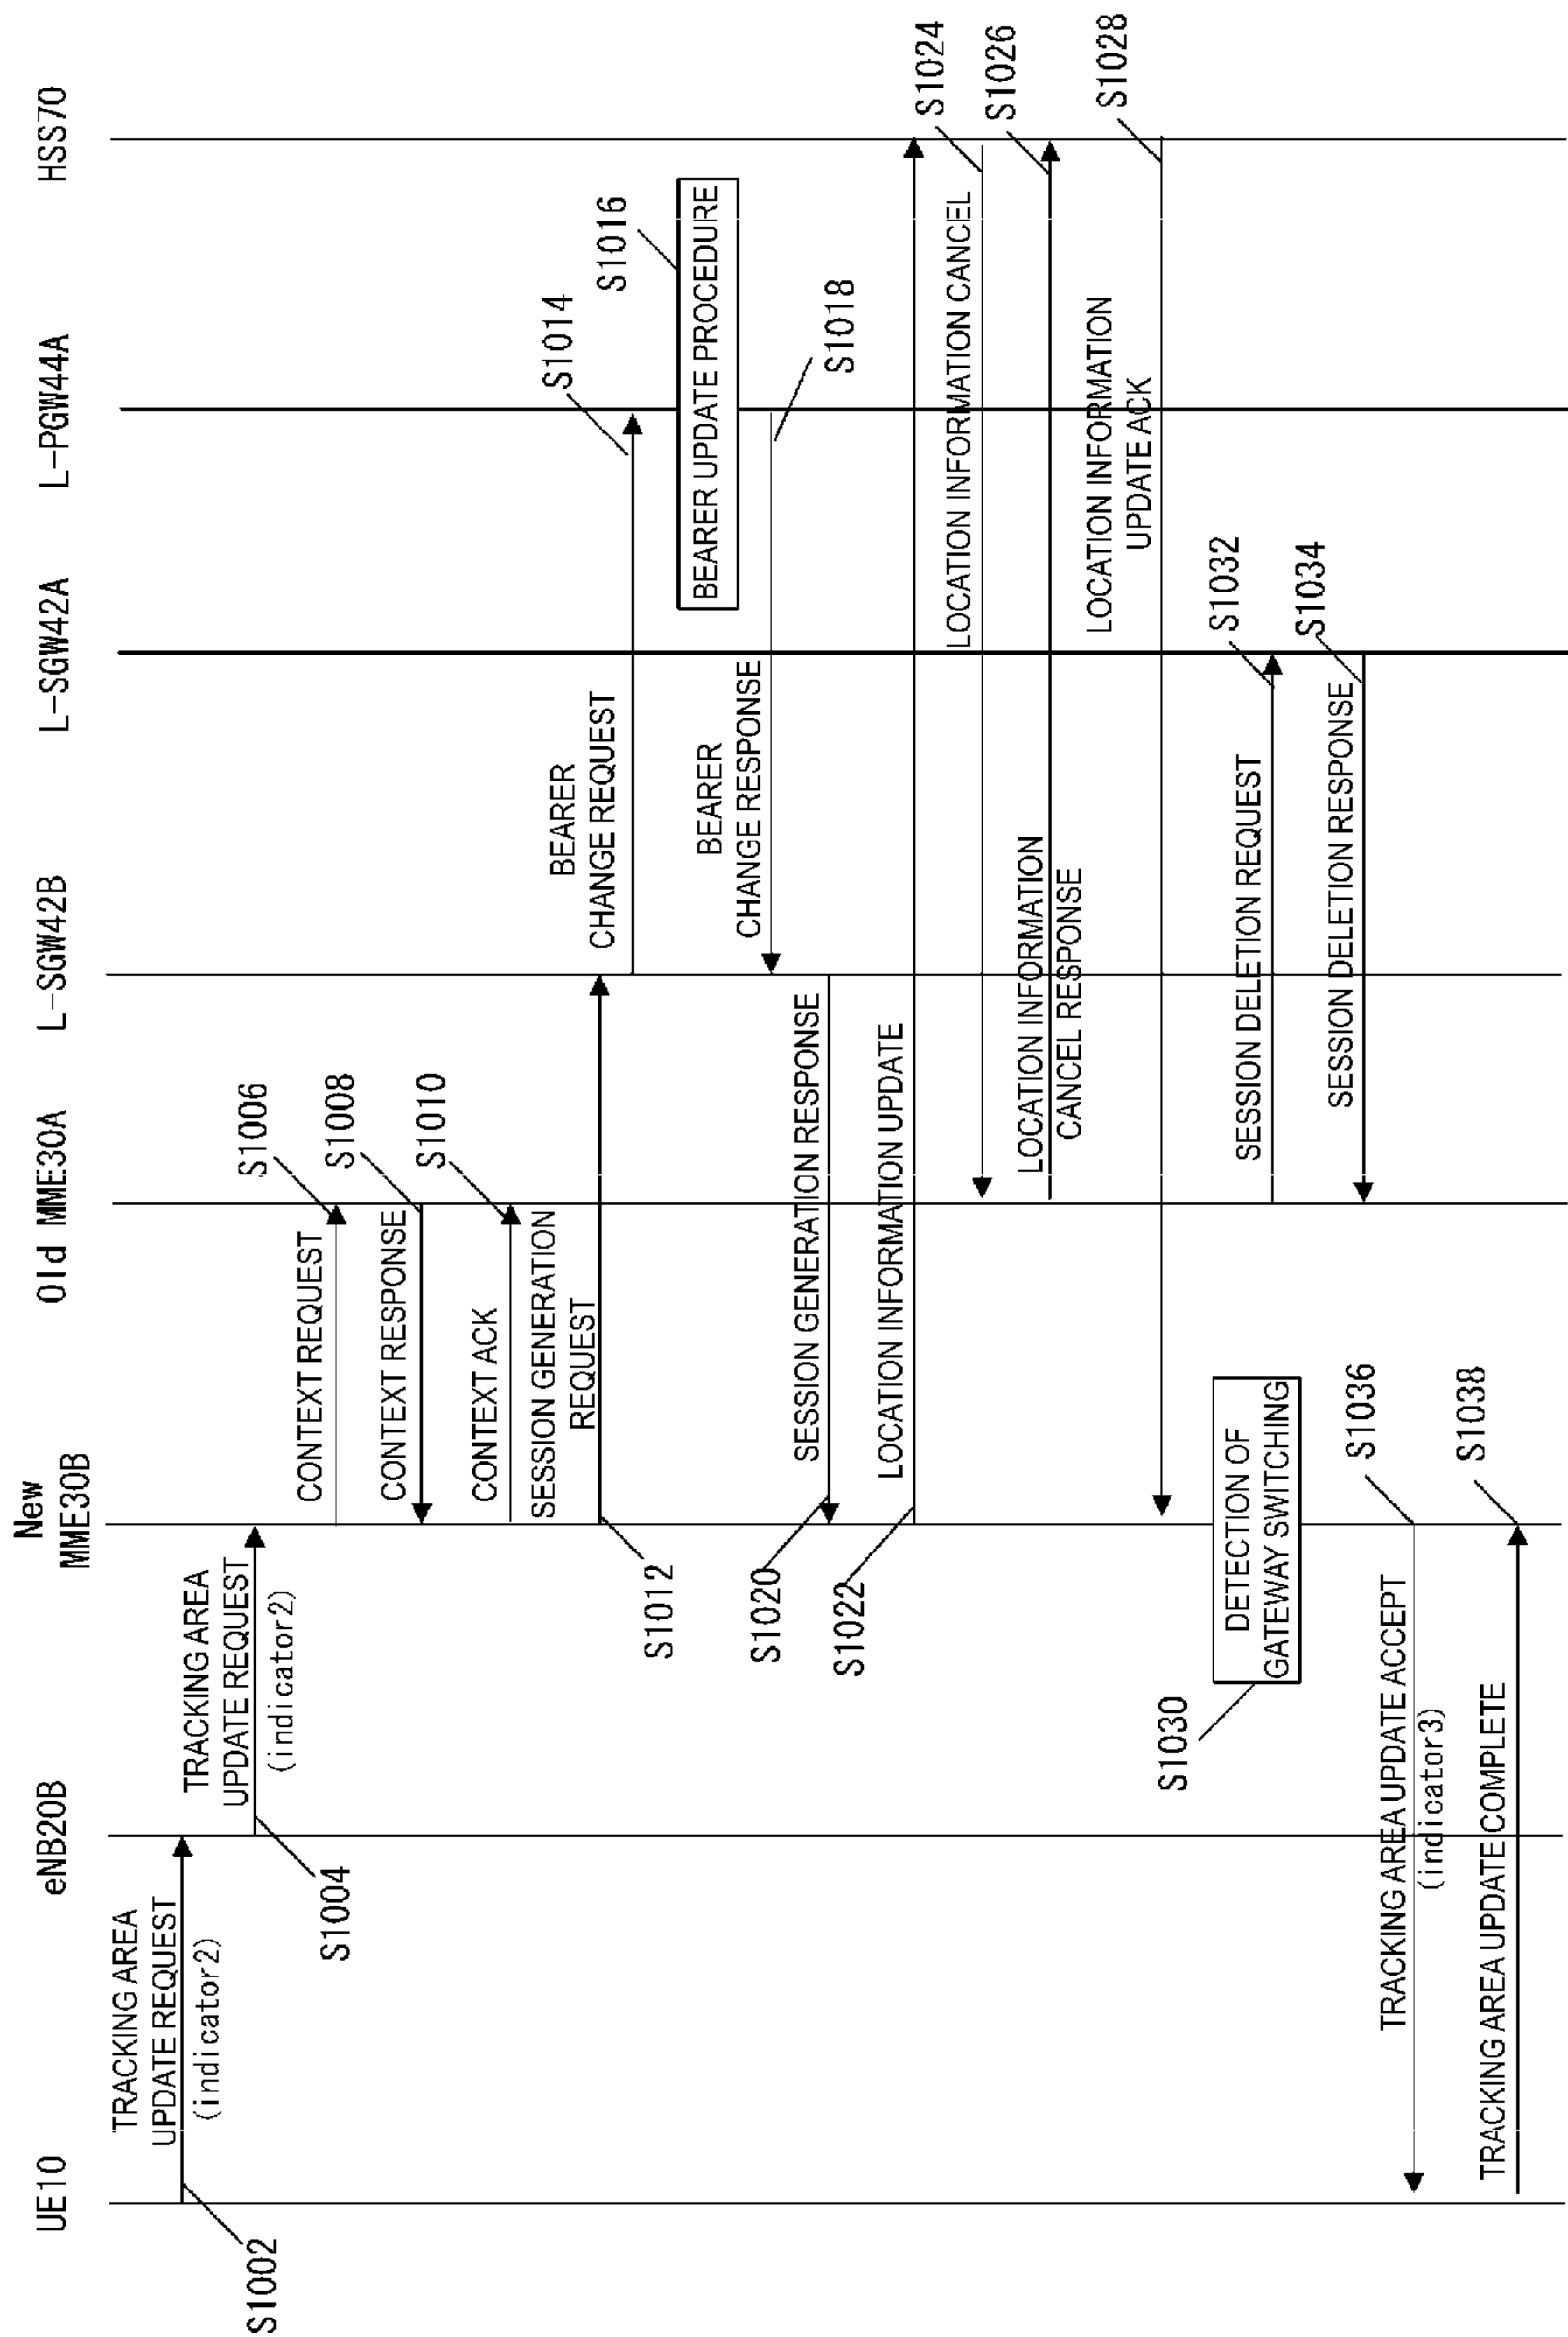 UE10
eNB20B
New
MME30B
Old MME30A
L-SGW42B
L-SGW42A
L-PGW44A
HSS70
TRACKING AREA
UPDATE REQUEST
(indicator2)
S1002
TRACKING AREA
UPDATE REQUEST
(indicator2)
S1004
CONTEXT REQUEST
S1006
CONTEXT RESPONSE
S1008
CONTEXT ACK
S1010
SESSION GENERATION
REQUEST
S1012
BEARER
CHANGE REQUEST
S1014
BEARER UPDATE PROCEDURE
S1016
BEARER
CHANGE RESPONSE
S1018
SESSION GENERATION RESPONSE
S1020
LOCATION INFORMATION UPDATE
S1022
LOCATION INFORMATION CANCEL
S1024
LOCATION INFORMATION
CANCEL RESPONSE
S1026
LOCATION INFORMATION
UPDATE ACK
S1028
DETECTION OF
GATEWAY SWITCHING
S1030
SESSION DELETION REQUEST
S1032
SESSION DELETION RESPONSE
S1034
TRACKING AREA UPDATE ACCEPT
(indicator3)
S1036
TRACKING AREA UPDATE COMPLETE
S1038